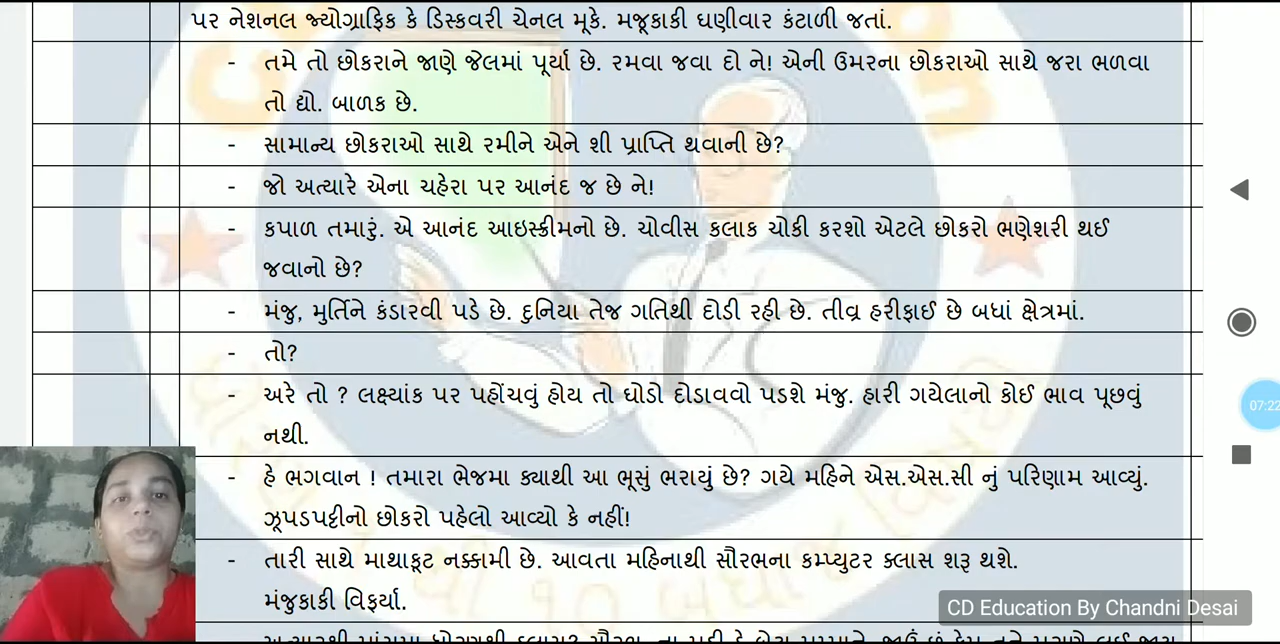 પર નેશનલ જ્યોગ્રાફિક કે ડિસ્કવરી ચેનલ મૂકે. મજૂકાકી ઘણીવાર કંટાળી જતાં.
- તમે તો છોકરાને જાણે જેલમાં પૂર્યા છે. રમવા જવા દો ને! એની ઉમરના છોકરાઓ સાથે જરા ભળવા
તો દ્યો. બાળક છે.
- સામાન્ય છોકરાઓ સાથે રમીને એને શી પ્રાપ્તિ થવાની છે?
- જો અત્યારે એના ચહેરા પર આનંદ જ છે ને!
- કપાળ તમારું. એ આનંદ આઇસ્ક્રીમનો છે. ચોવીસ કલાક ચોકી કરશો એટલે છોકરો ભણેશરી થઈ
જવાનો છે?
- મંજુ, મુર્તિને કંડારવી પડે છે. દુનિયા તેજ ગતિથી દોડી રહી છે. તીવ્ર હરીફાઈ છે બધાં ક્ષેત્રમાં.
- તો?
- અરે તો ? લક્ષ્યાંક પર પહોંચવું હોય તો ઘોડો દોડાવવો પડશે મંજુ. હારી ગયેલાનો કોઈ ભાવ પૂછવું
નથી.
- હે ભગવાન ! તમારા ભેજમા ક્યાથી આ ભૂસું ભરાયું છે? ગયે મહિને એસ.એસ.સી નું પરિણામ આવ્યું.
ઝૂપડપટ્ટીનો છોકરો પહેલો આવ્યો કે નહીં!
- તારી સાથે માથાકૂટ નક્કામી છે. આવતા મહિનાથી સૌરભના કમ્પ્યુટર ક્લાસ શરૂ થશે.
મંજુકાકી વિફર્યા.
07:22
CD Education By Chandni Desai